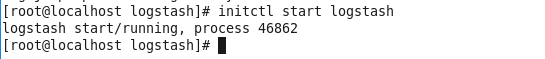 [root@localhost logstash]# initctl start logstash
logstash start/running, process 46862
[root@localhost logstash]#